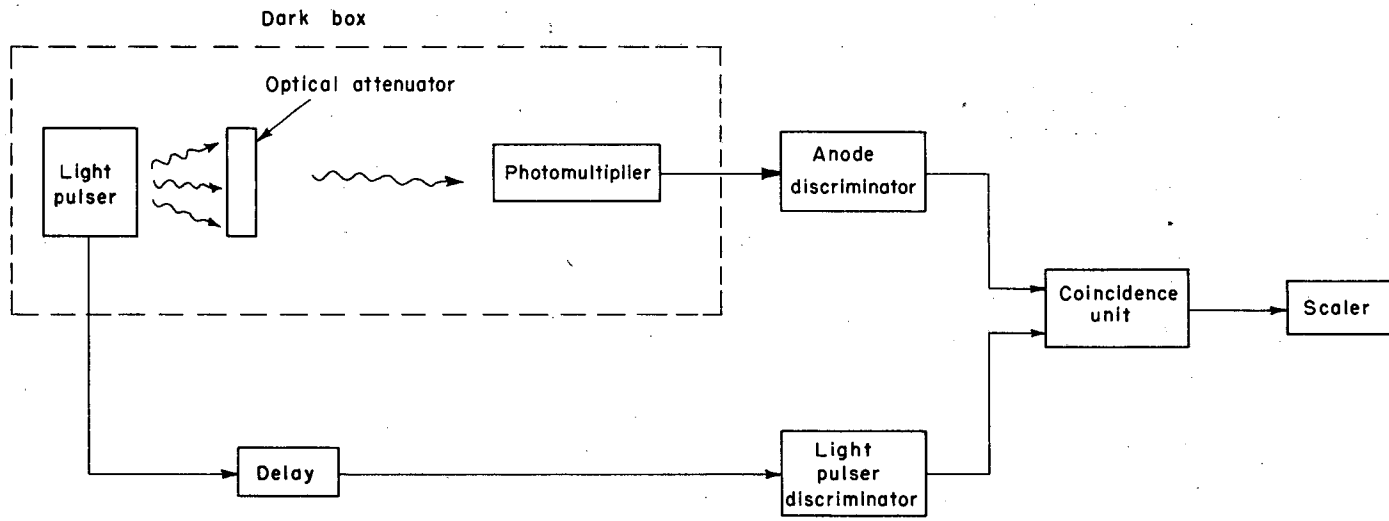 Dark box
Optical attenuator
Light
pulser
Photomultiplier
Anode
discriminator
Coincidence
unit
Scaler
Delay
Light
pulser
discriminator